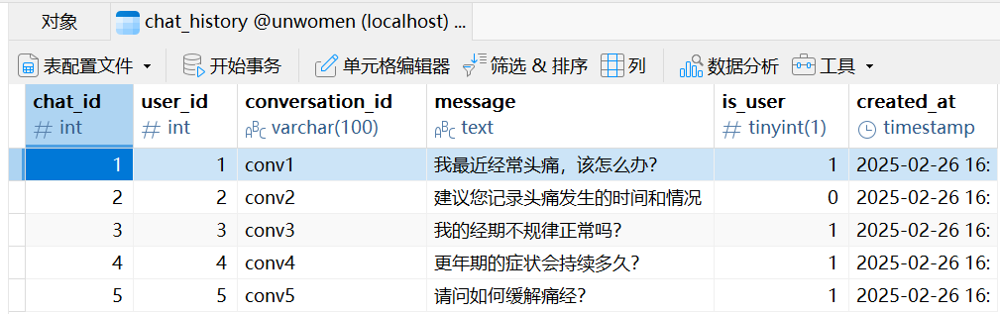 对象 chat_history @unwomen (localhost) ...
表配置文件 开始事务 单元格编辑器 筛选 & 排序 列 数据分析 工具
chat_id user_id conversation_id message is_user created_at
# int # int ABC varchar(100) ABC text # tinyint(1) timestamp
1 1 conv1 我最近经常头痛，该怎么办？ 1 2025-02-26 16:
2 2 conv2 建议您记录头痛发生的时间和情况 0 2025-02-26 16:
3 3 conv3 我的经期不规律正常吗？ 1 2025-02-26 16:
4 4 conv4 更年期的症状会持续多久？ 1 2025-02-26 16:
5 5 conv5 请问如何缓解痛经？ 1 2025-02-26 16: